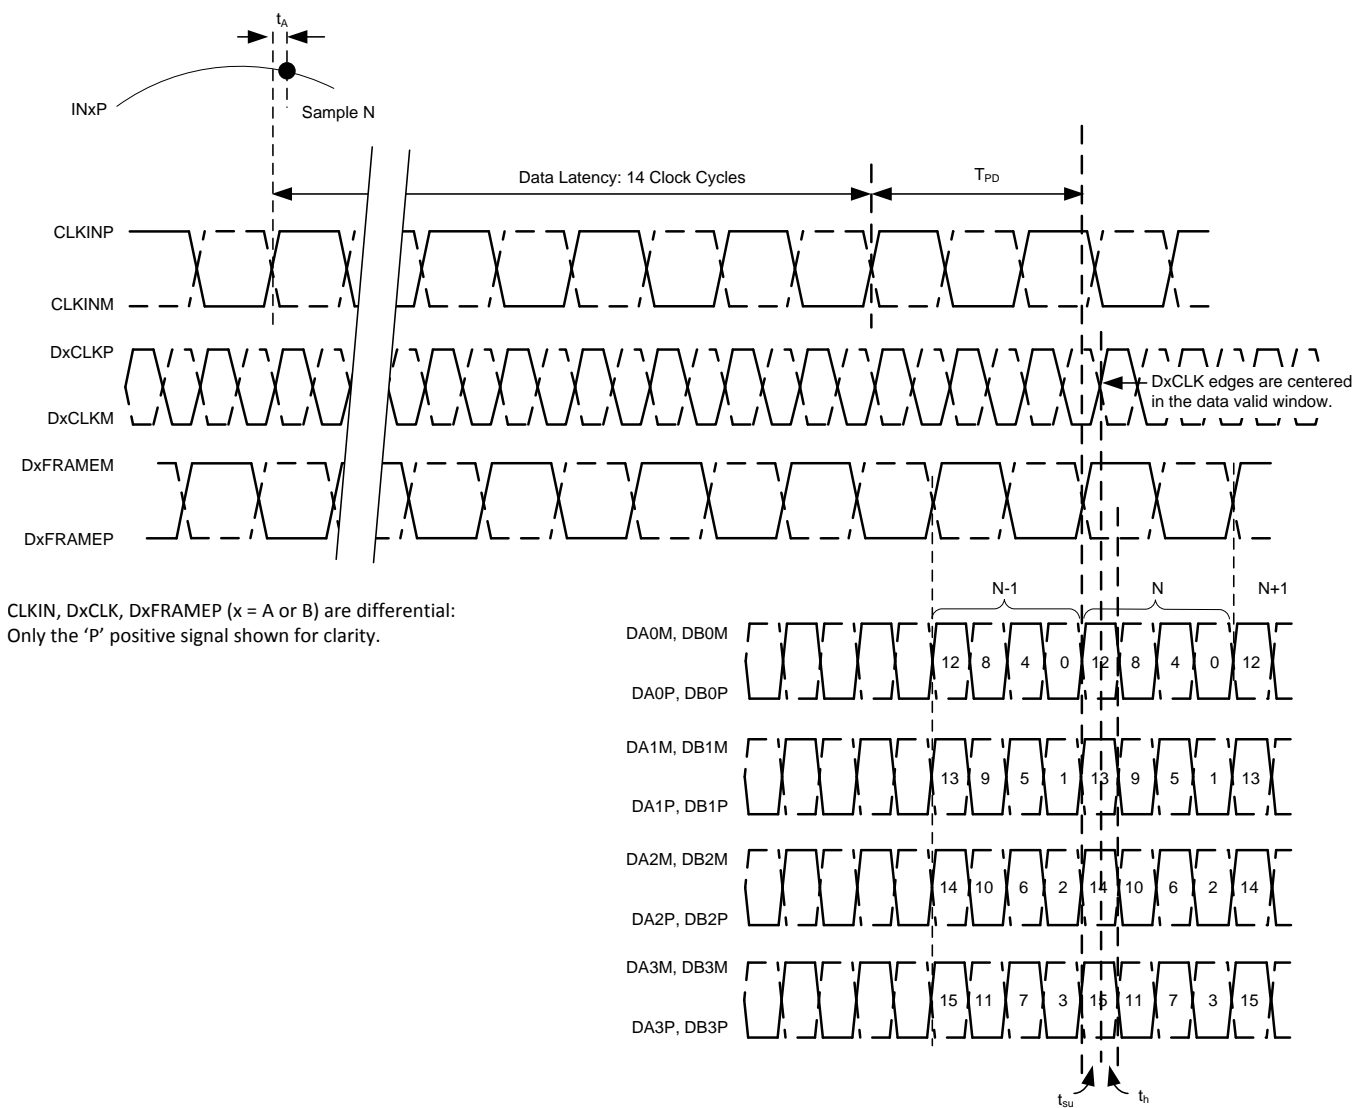 tA
INxP
Sample N
Data Latency: 14 Clock Cycles
TPD
CLKINP
CLKINM
DxCLKP
DxCLKM
DxCLK edges are centered
in the data valid window.
DxFRAMEM
DxFRAMEP
CLKIN, DxCLK, DxFRAMEP (x = A or B) are differential:
Only the ‘P’ positive signal shown for clarity.
N-1
N
N+1
DA0M, DB0M
12 8 4 0 12 8 4 0 12
DA0P, DB0P
DA1M, DB1M
13 9 5 1 13 9 5 1 13
DA1P, DB1P
DA2M, DB2M
14 10 6 2 14 10 6 2 14
DA2P, DB2P
DA3M, DB3M
15 11 7 3 15 11 7 3 15
DA3P, DB3P
tsu
th